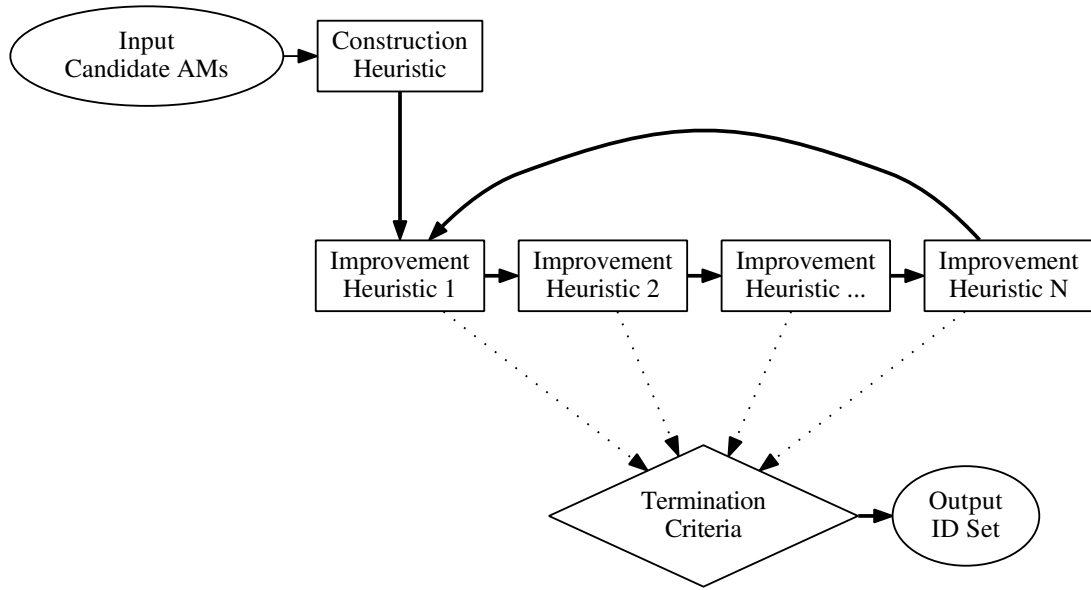 Input
Candidate AMs
Construction
Heuristic
Improvement
Heuristic 1
Improvement
Heuristic 2
Improvement
Heuristic ...
Improvement
Heuristic N
Termination
Criteria
Output
ID Set